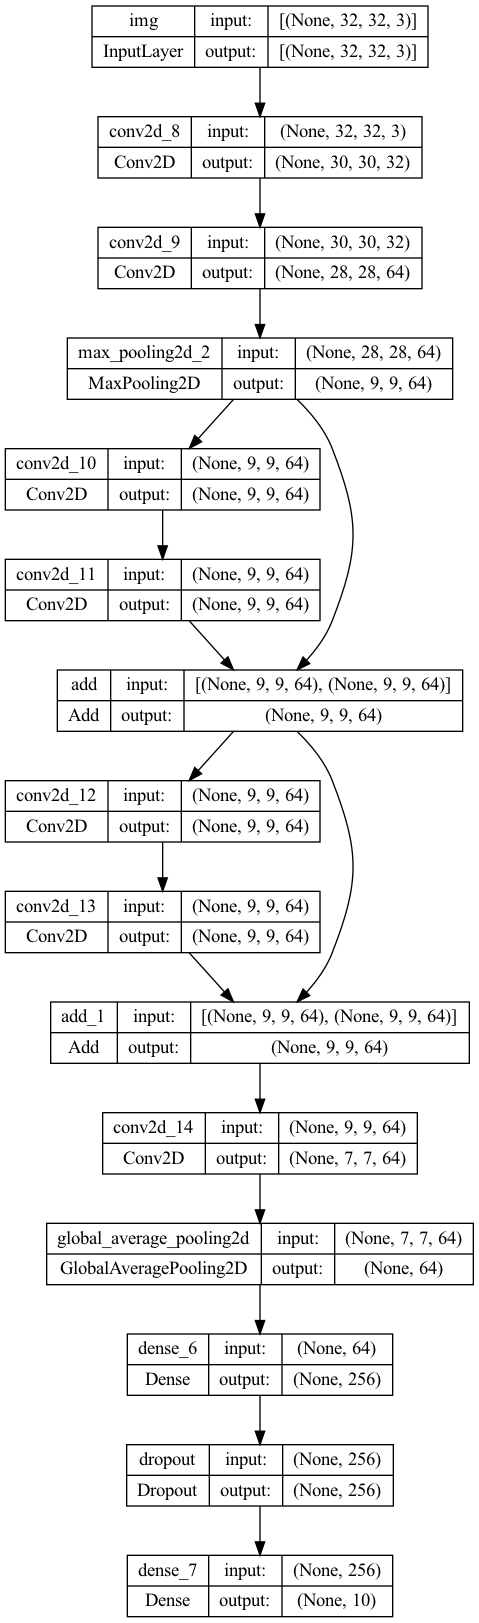 img input: [(None, 32, 32, 3)]
InputLayer output: [(None, 32, 32, 3)]
conv2d_8 input: (None, 32, 32, 3)
Conv2D output: (None, 30, 30, 32)
conv2d_9 input: (None, 30, 30, 32)
Conv2D output: (None, 28, 28, 64)
max_pooling2d_2 input: (None, 28, 28, 64)
MaxPooling2D output: (None, 9, 9, 64)
conv2d_10 input: (None, 9, 9, 64)
Conv2D output: (None, 9, 9, 64)
conv2d_11 input: (None, 9, 9, 64)
Conv2D output: (None, 9, 9, 64)
add input: [(None, 9, 9, 64), (None, 9, 9, 64)]
Add output: (None, 9, 9, 64)
conv2d_12 input: (None, 9, 9, 64)
Conv2D output: (None, 9, 9, 64)
conv2d_13 input: (None, 9, 9, 64)
Conv2D output: (None, 9, 9, 64)
add_1 input: [(None, 9, 9, 64), (None, 9, 9, 64)]
Add output: (None, 9, 9, 64)
conv2d_14 input: (None, 9, 9, 64)
Conv2D output: (None, 7, 7, 64)
global_average_pooling2d input: (None, 7, 7, 64)
GlobalAveragePooling2D output: (None, 64)
dense_6 input: (None, 64)
Dense output: (None, 256)
dropout input: (None, 256)
Dropout output: (None, 256)
dense_7 input: (None, 256)
Dense output: (None, 10)